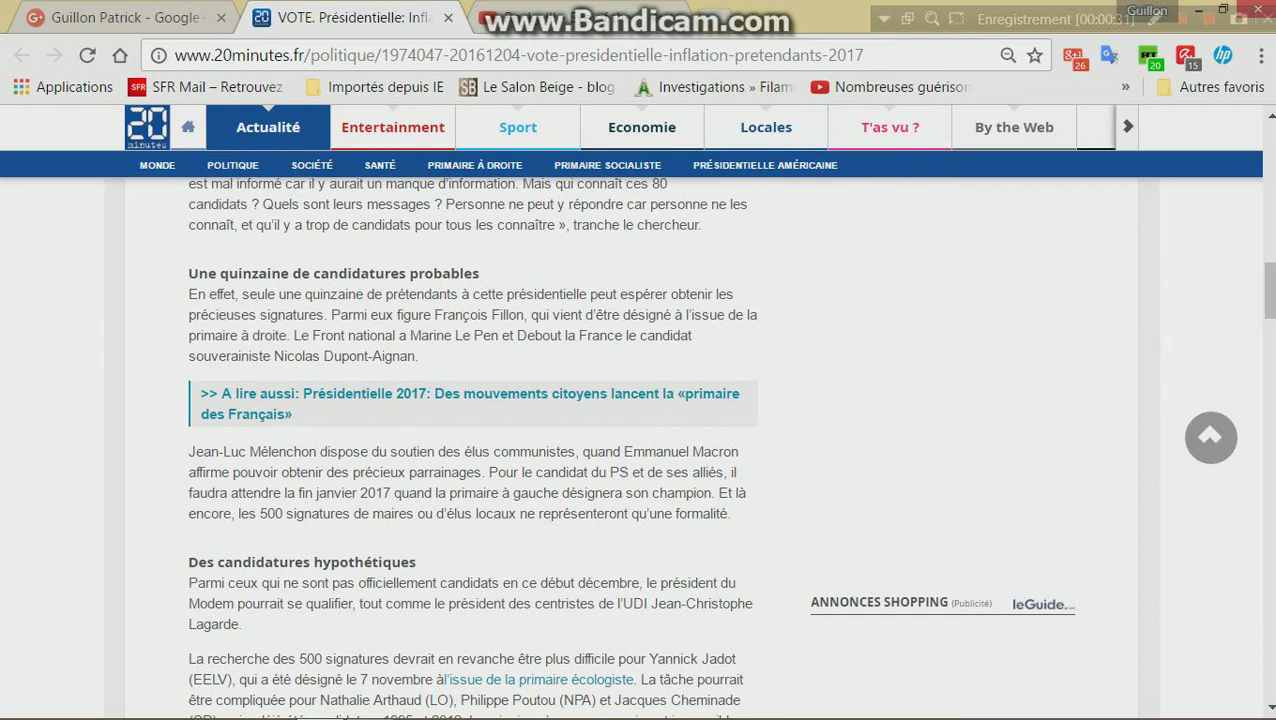 Guillon Patrick - Google
VOTE. Présidentielle: Infla
www.Bandicam.com
Enregistrement [00:00:31]
Guillon
www.20minutes.fr/politique/1974047-20161204-vote-presidentielle-inflation-pretendants-2017
26
20
15
Applications
SFR Mail – Retrouvez
Importés depuis IE
Le Salon Beige - blog
Investigations » Filam
Nombreuses guérison
»
Autres favoris
20 minutes
Actualité
Entertainment
Sport
Economie
Locales
T'as vu ?
By the Web
MONDE
POLITIQUE
SOCIÉTÉ
SANTÉ
PRIMAIRE À DROITE
PRIMAIRE SOCIALISTE
PRÉSIDENTIELLE AMÉRICAINE
est mal informé car il y aurait un manque d'information. Mais qui connaît ces 80
candidats ? Quels sont leurs messages ? Personne ne peut y répondre car personne ne les
connaît, et qu'il y a trop de candidats pour tous les connaître », tranche le chercheur.
Une quinzaine de candidatures probables
En effet, seule une quinzaine de prétendants à cette présidentielle peut espérer obtenir les
précieuses signatures. Parmi eux figure François Fillon, qui vient d'être désigné à l'issue de la
primaire à droite. Le Front national a Marine Le Pen et Debout la France le candidat
souverainiste Nicolas Dupont-Aignan.
>> A lire aussi: Présidentielle 2017: Des mouvements citoyens lancent la «primaire
des Français»
Jean-Luc Mélenchon dispose du soutien des élus communistes, quand Emmanuel Macron
affirme pouvoir obtenir des précieux parrainages. Pour le candidat du PS et de ses alliés, il
faudra attendre la fin janvier 2017 quand la primaire à gauche désignera son champion. Et là
encore, les 500 signatures de maires ou d'élus locaux ne représenteront qu'une formalité.
Des candidatures hypothétiques
Parmi ceux qui ne sont pas officiellement candidats en ce début décembre, le président du
Modem pourrait se qualifier, tout comme le président des centristes de l'UDI Jean-Christophe
Lagarde.
ANNONCES SHOPPING (Publicité) leGuide.com
La recherche des 500 signatures devrait en revanche être plus difficile pour Yannick Jadot
(EELV), qui a été désigné le 7 novembre à l'issue de la primaire écologiste. La tâche pourrait
être compliquée pour Nathalie Arthaud (LO), Philippe Poutou (NPA) et Jacques Cheminade